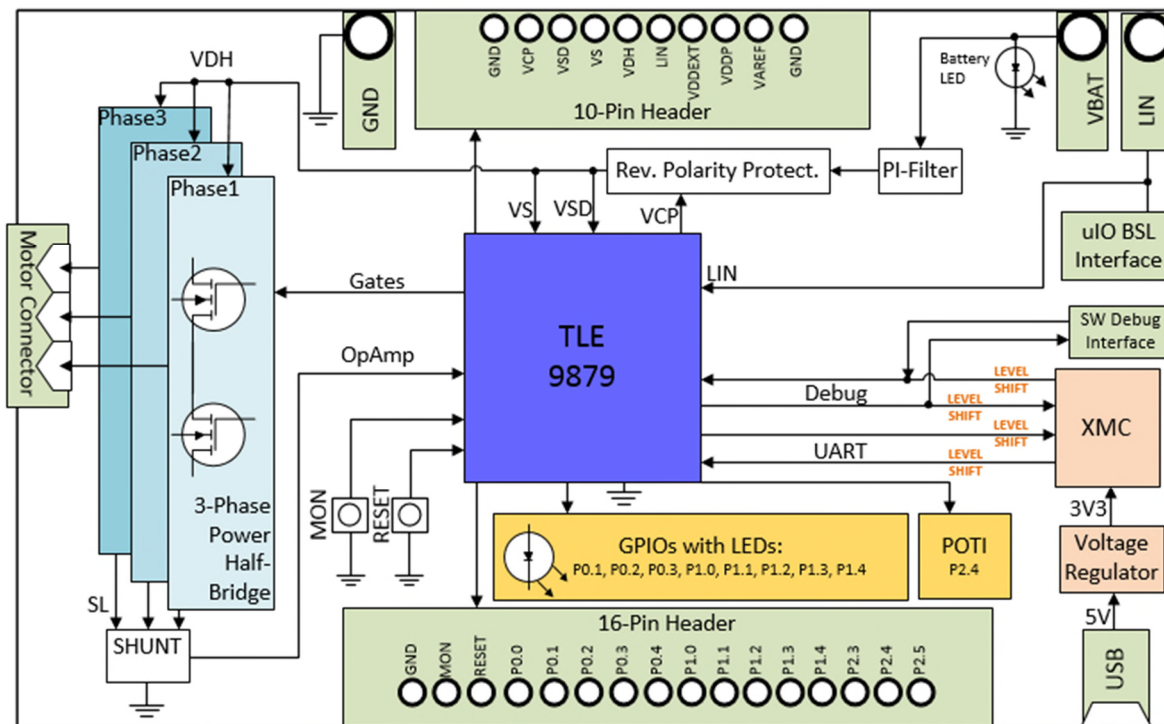 VDH
Phase3
Phase2
Phase1
3-Phase
Power
Half-
Bridge
Motor Connector
SL
SHUNT
GND
GND
VCP
VSD
VS
VDH
LIN
VDDEXT
VDDP
VAREF
GND
10-Pin Header
Battery
LED
VBAT
LIN
Rev. Polarity Protect.
PI-Filter
VS
VSD
VCP
LIN
uIO BSL
Interface
SW Debug
Interface
Gates
OpAmp
MON
RESET
TLE
9879
Debug
UART
LEVEL
SHIFT
LEVEL
SHIFT
LEVEL
SHIFT
LEVEL
SHIFT
XMC
3V3
Voltage
Regulator
5V
USB
GPIOs with LEDs:
P0.1, P0.2, P0.3, P1.0, P1.1, P1.2, P1.3, P1.4
POTI
P2.4
16-Pin Header
GND
MON
RESET
P0.0
P0.1
P0.2
P0.3
P0.4
P1.0
P1.1
P1.2
P1.3
P1.4
P2.3
P2.4
P2.5